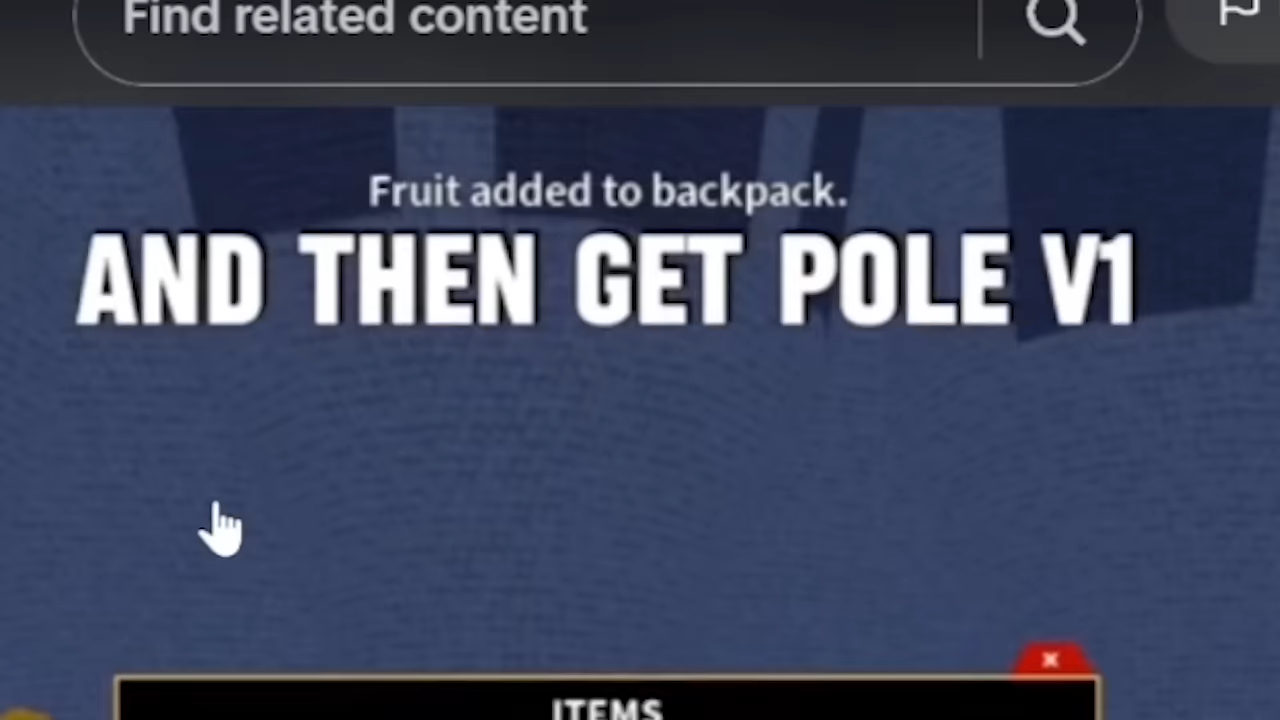 Find related content
Fruit added to backpack.
AND THEN GET POLE V1
x
ITEMS